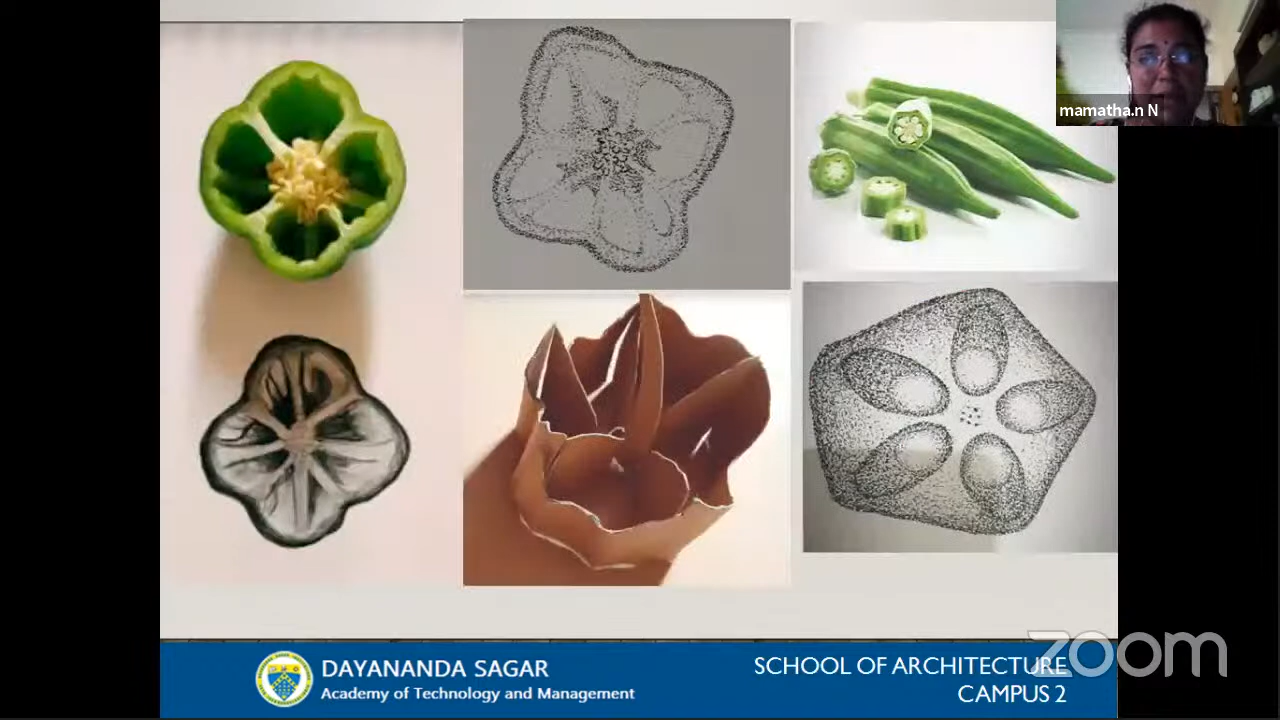 mamatha.n N
DAYANANDA SAGAR
Academy of Technology and Management
SCHOOL OF ARCHITECTURE
CAMPUS 2
zoom